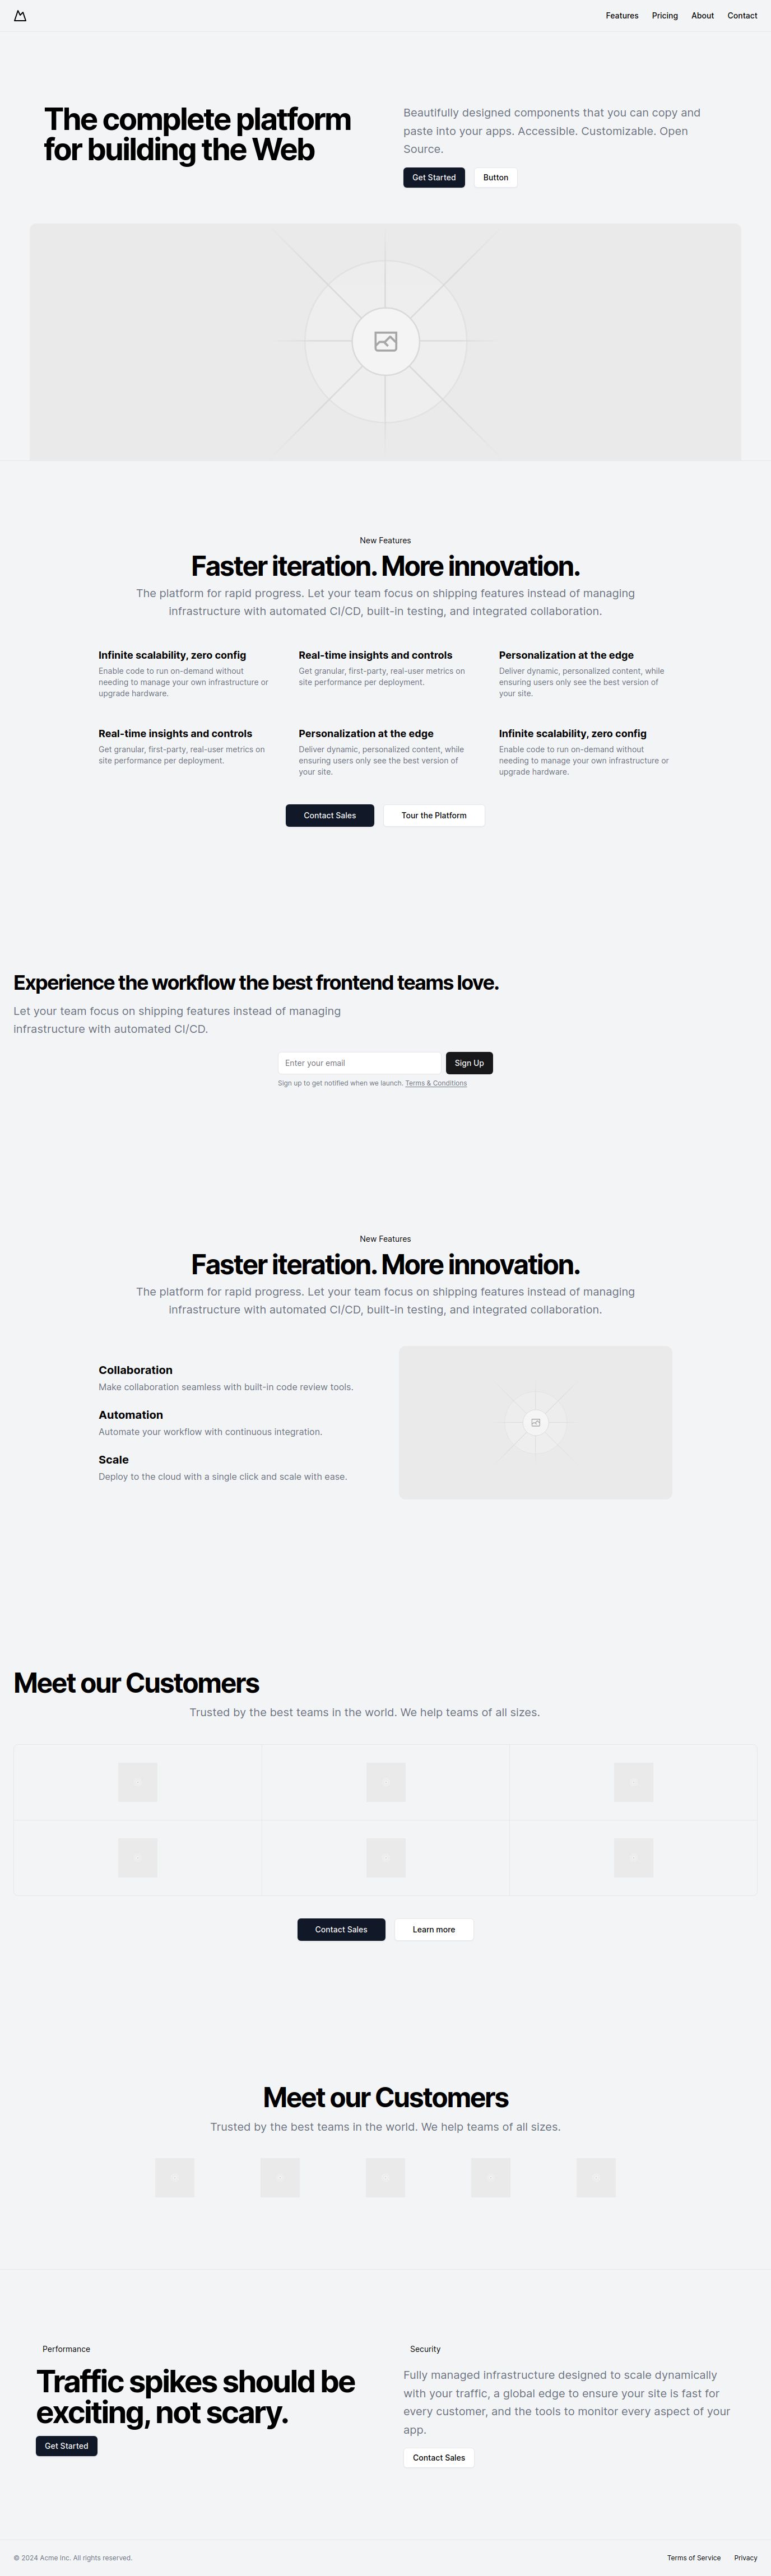 Features Pricing About Contact
The complete platform
for building the Web
Beautifully designed components that you can copy and
paste into your apps. Accessible. Customizable. Open
Source.
Get Started Button
New Features
Faster iteration. More innovation.
The platform for rapid progress. Let your team focus on shipping features instead of managing
infrastructure with automated CI/CD, built-in testing, and integrated collaboration.
Infinite scalability, zero config
Enable code to run on-demand without
needing to manage your own infrastructure or
upgrade hardware.
Real-time insights and controls
Get granular, first-party, real-user metrics on
site performance per deployment.
Personalization at the edge
Deliver dynamic, personalized content, while
ensuring users only see the best version of
your site.
Real-time insights and controls
Get granular, first-party, real-user metrics on
site performance per deployment.
Personalization at the edge
Deliver dynamic, personalized content, while
ensuring users only see the best version of
your site.
Infinite scalability, zero config
Enable code to run on-demand without
needing to manage your own infrastructure or
upgrade hardware.
Contact Sales Tour the Platform
Experience the workflow the best frontend teams love.
Let your team focus on shipping features instead of managing
infrastructure with automated CI/CD.
Enter your email Sign Up
Sign up to get notified when we launch. Terms & Conditions
New Features
Faster iteration. More innovation.
The platform for rapid progress. Let your team focus on shipping features instead of managing
infrastructure with automated CI/CD, built-in testing, and integrated collaboration.
Collaboration
Make collaboration seamless with built-in code review tools.
Automation
Automate your workflow with continuous integration.
Scale
Deploy to the cloud with a single click and scale with ease.
Meet our Customers
Trusted by the best teams in the world. We help teams of all sizes.
Contact Sales Learn more
Meet our Customers
Trusted by the best teams in the world. We help teams of all sizes.
Performance
Traffic spikes should be
exciting, not scary.
Get Started
Security
Fully managed infrastructure designed to scale dynamically
with your traffic, a global edge to ensure your site is fast for
every customer, and the tools to monitor every aspect of your
app.
Contact Sales
© 2024 Acme Inc. All rights reserved. Terms of Service Privacy